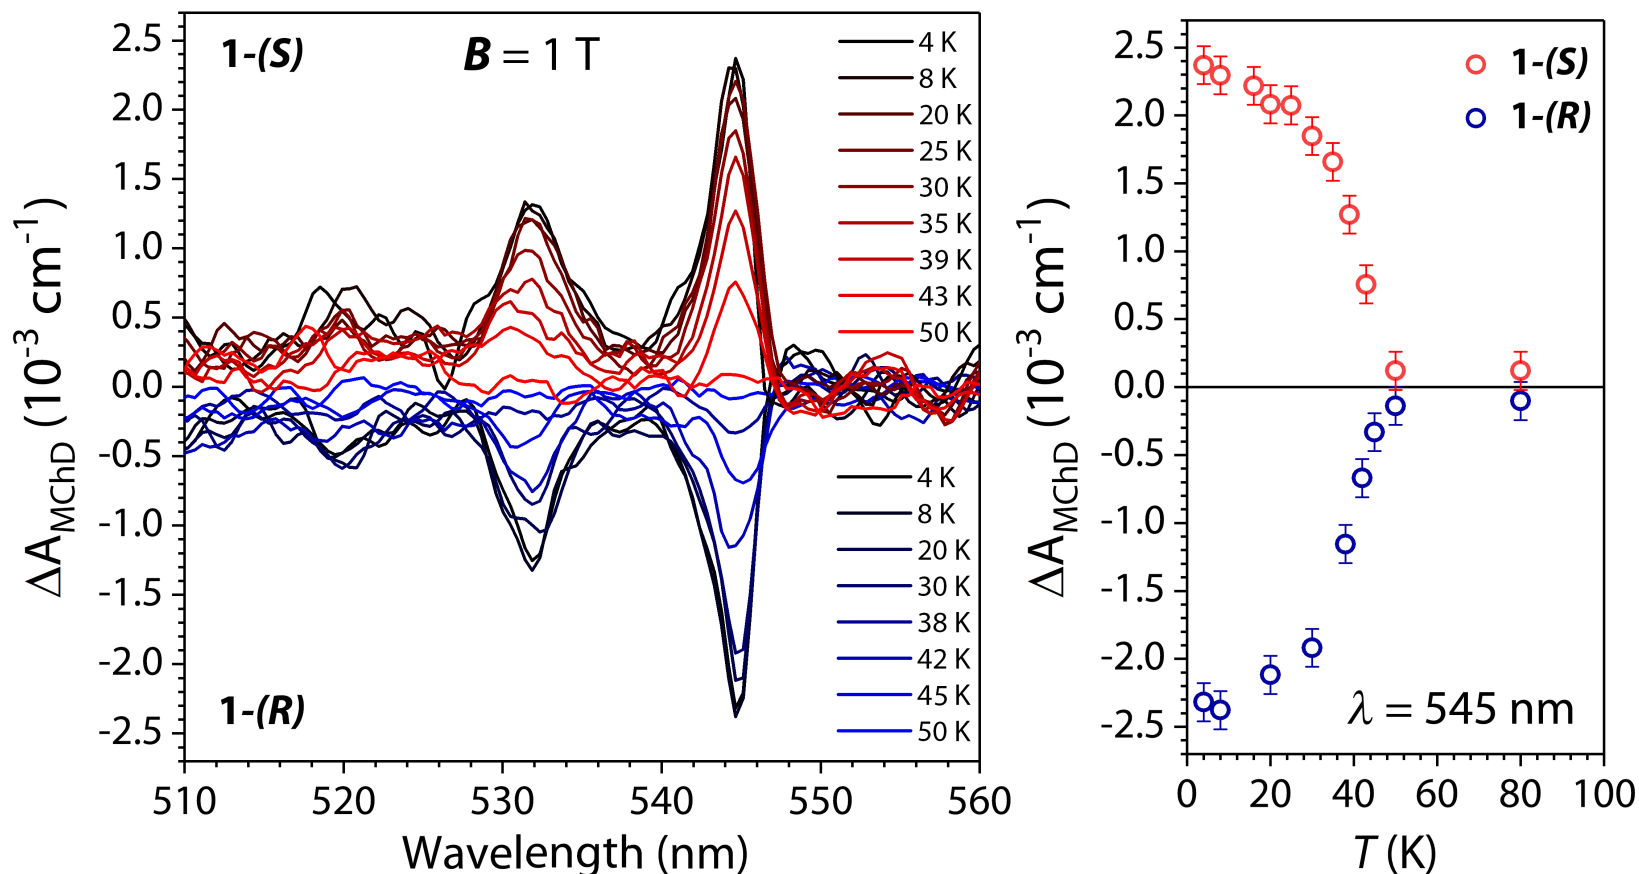 1-(S)
B = 1 T
2.5
2.0
1.5
1.0
0.5
0.0
-0.5
-1.0
-1.5
-2.0
-2.5
ΔA_MChD (10⁻³ cm⁻¹)
4 K
8 K
20 K
25 K
30 K
35 K
39 K
43 K
50 K
4 K
8 K
20 K
30 K
38 K
42 K
45 K
50 K
1-(R)
510 520 530 540 550 560
Wavelength (nm)
2.5
2.0
1.5
1.0
0.5
0.0
-0.5
-1.0
-1.5
-2.0
-2.5
ΔA_MChD (10⁻³ cm⁻¹)
1-(S)
1-(R)
λ = 545 nm
0 20 40 60 80 100
T (K)